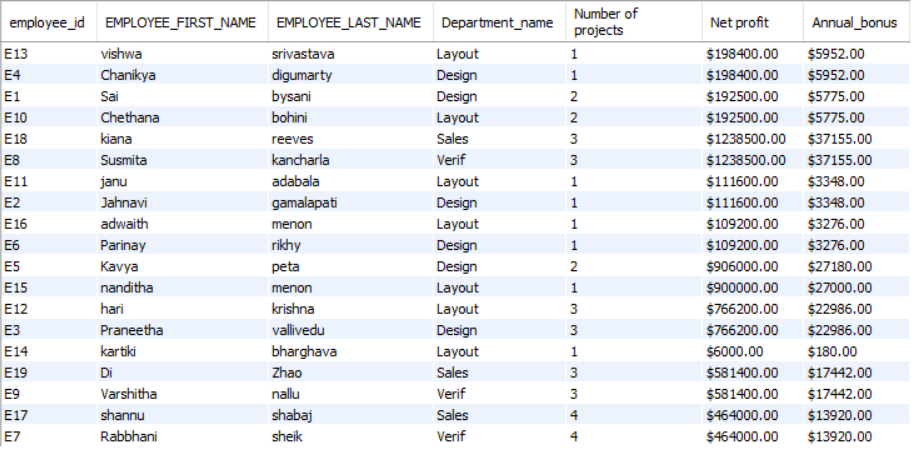 employee_id EMPLOYEE_FIRST_NAME EMPLOYEE_LAST_NAME Department_name Number of projects Net profit Annual_bonus
E13 vishwa srivastava Layout 1 $198400.00 $5952.00
E4 Chanikya digumarty Design 1 $198400.00 $5952.00
E1 Sai bysani Design 2 $192500.00 $5775.00
E10 Chethana bohini Layout 2 $192500.00 $5775.00
E18 kiana reeves Sales 3 $1238500.00 $37155.00
E8 Susmita kancharla Verif 3 $1238500.00 $37155.00
E11 janu adabala Layout 1 $111600.00 $3348.00
E2 Jahnavi gamalapati Design 1 $111600.00 $3348.00
E16 adwaith menon Layout 1 $109200.00 $3276.00
E6 Parinay rikhy Design 1 $109200.00 $3276.00
E5 Kavya peta Design 2 $906000.00 $27180.00
E15 nanditha menon Layout 1 $900000.00 $27000.00
E12 hari krishna Layout 3 $766200.00 $22986.00
E3 Praneetha vallivedu Design 3 $766200.00 $22986.00
E14 kartiki bharghava Layout 1 $6000.00 $180.00
E19 Di Zhao Sales 3 $581400.00 $17442.00
E9 Varshitha nallu Verif 3 $581400.00 $17442.00
E17 shannu shabaj Sales 4 $464000.00 $13920.00
E7 Rabbhani sheik Verif 4 $464000.00 $13920.00